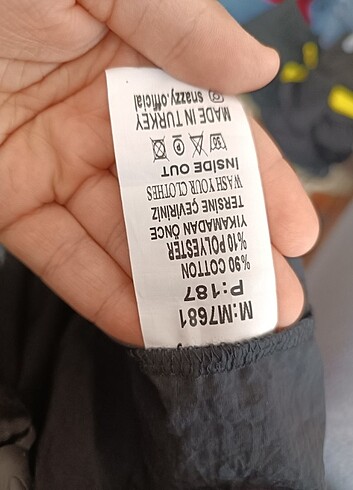 M:M7681
P:187
%90 COTTON
%10 POLYESTER
YIKAMADAN ÖNCE
TERSİNE ÇEVİRİNİZ
WASH YOUR CLOTHES
INSIDE OUT
MADE IN TURKEY
snazzy.official